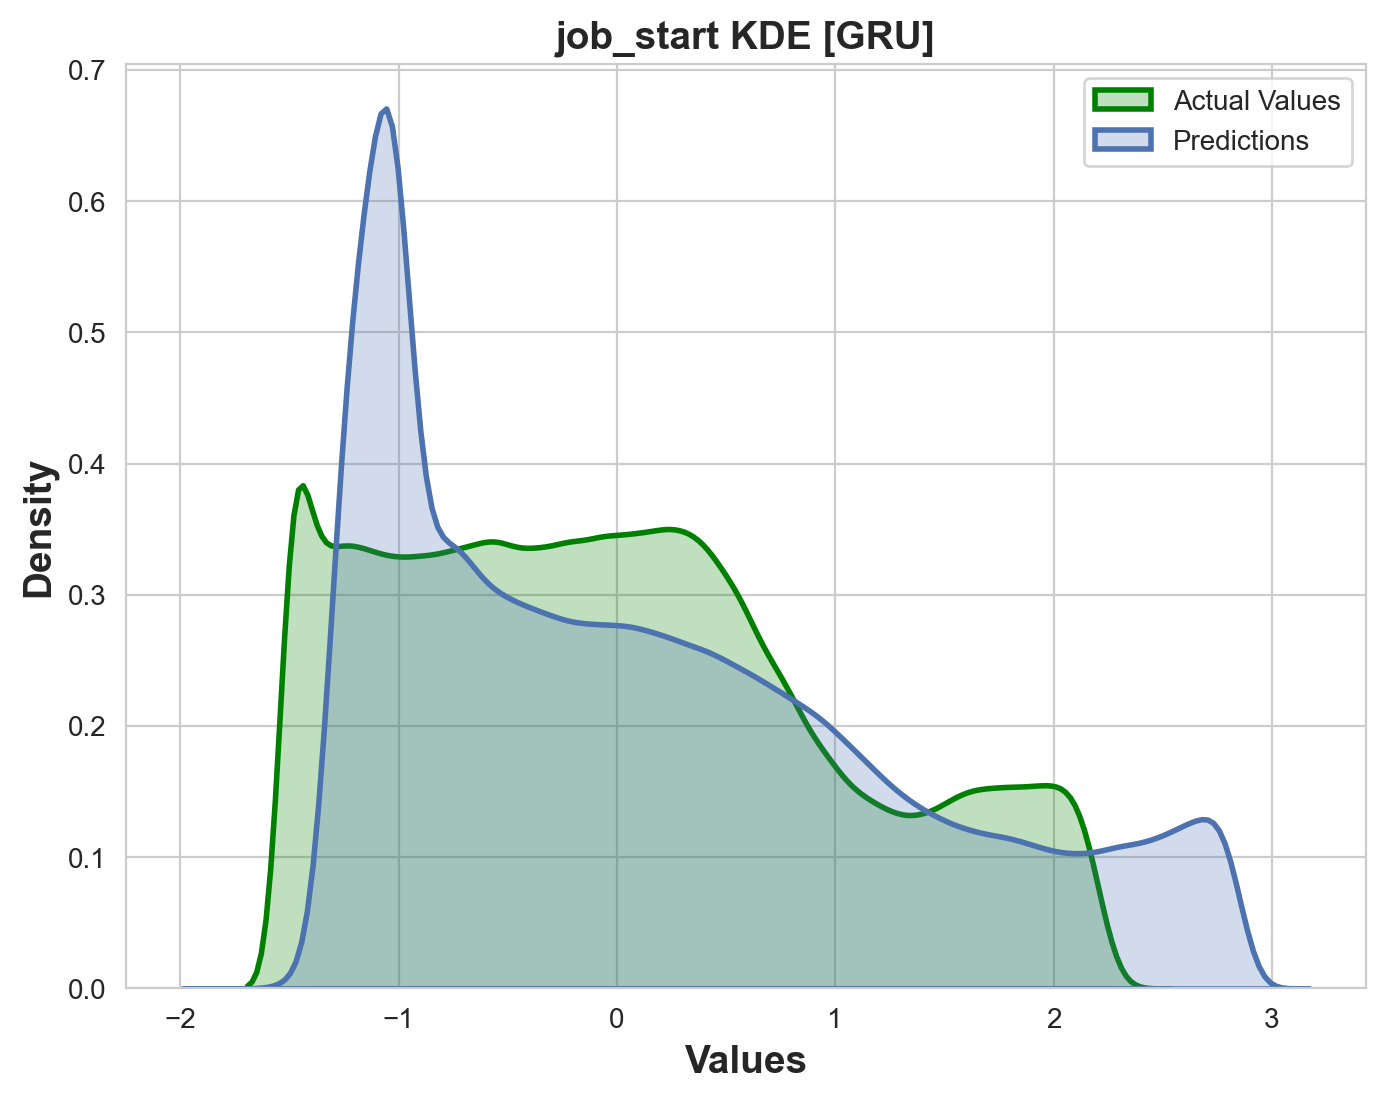 job_start KDE [GRU]
Actual Values
Predictions
Density
0.7
0.6
0.5
0.4
0.3
0.2
0.1
0.0
−2 −1 0 1 2 3
Values